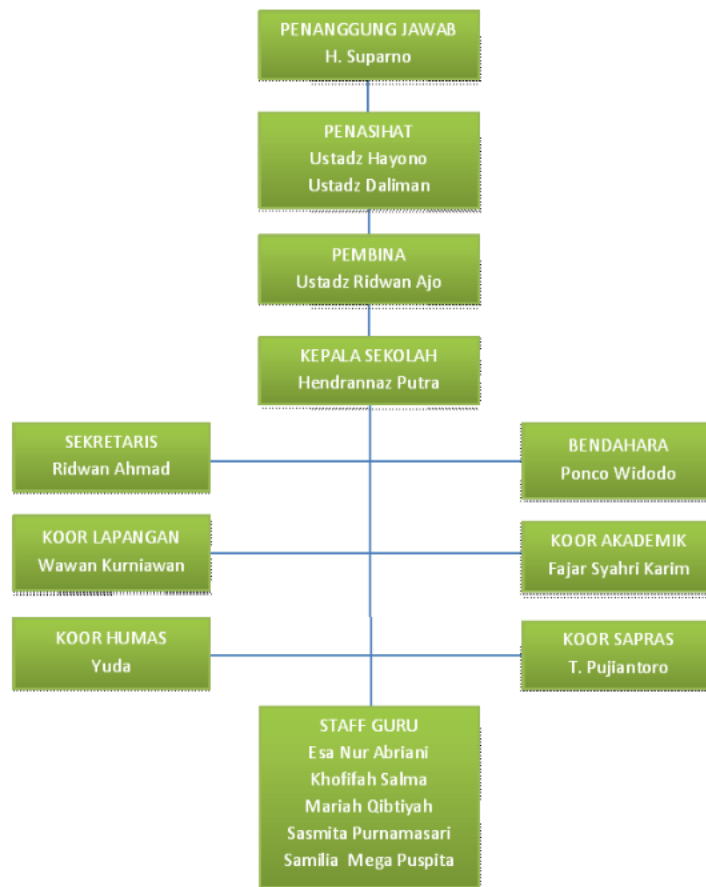 PENANGGUNG JAWAB
H. Suparno
PENASIHAT
Ustadz Hayono
Ustadz Daliman
PEMBINA
Ustadz Ridwan Ajo
KEPALA SEKOLAH
Hendrannaz Putra
SEKRETARIS
Ridwan Ahmad
BENDAHARA
Ponco Widodo
KOOR LAPANGAN
Wawan Kurniawan
KOOR AKADEMIK
Fajar Syahri Karim
KOOR HUMAS
Yuda
KOOR SAPRAS
T. Pujiantoro
STAFF GURU
Esa Nur Abriani
Khofifah Salma
Mariah Qibtiyah
Sasmita Purnamasari
Samilia Mega Puspita